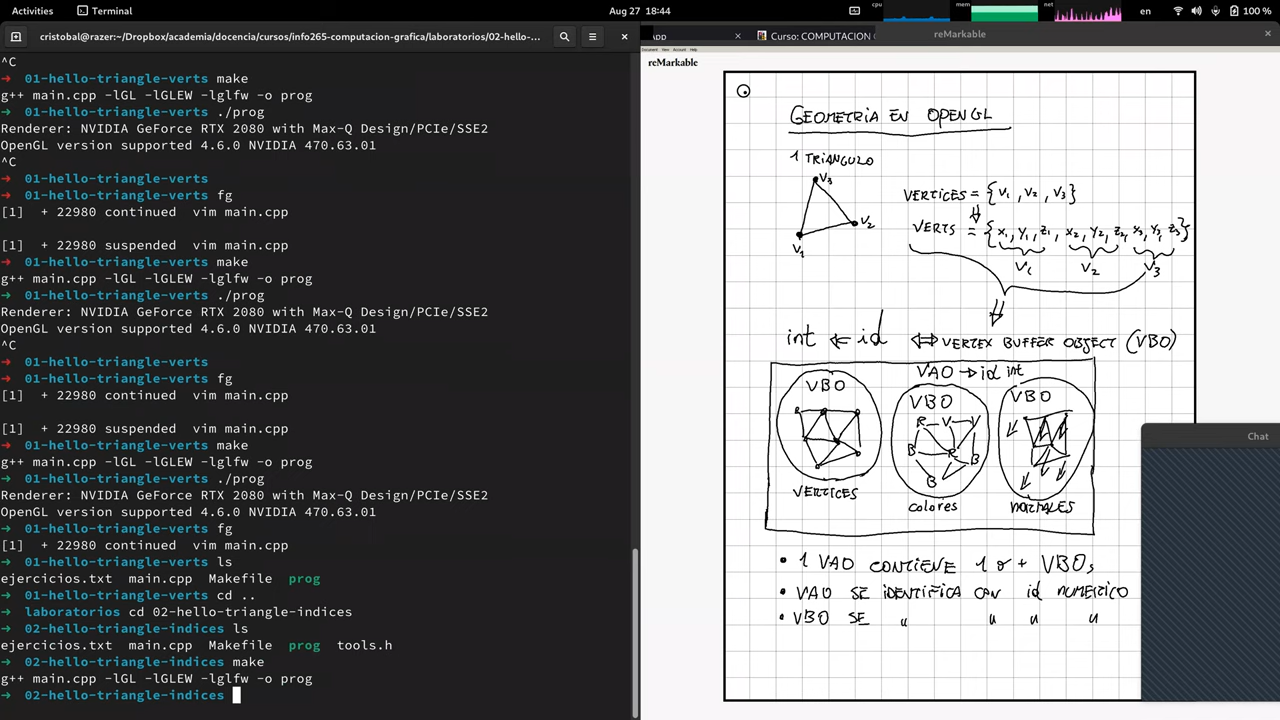 Activities
Terminal
Aug 27 18:44
cpu
mem
net
en
100 %
cristobal@razer:~/Dropbox/academia/docencia/cursos/info265-computacion-grafica/laboratorios/02-hello-...
^C
➜ 01-hello-triangle-verts make
g++ main.cpp -lGL -lGLEW -lglfw -o prog
➜ 01-hello-triangle-verts ./prog
Renderer: NVIDIA GeForce RTX 2080 with Max-Q Design/PCIe/SSE2
OpenGL version supported 4.6.0 NVIDIA 470.63.01
^C
➜ 01-hello-triangle-verts
➜ 01-hello-triangle-verts fg
[1] + 22980 continued vim main.cpp
[1] + 22980 suspended vim main.cpp
➜ 01-hello-triangle-verts make
g++ main.cpp -lGL -lGLEW -lglfw -o prog
➜ 01-hello-triangle-verts ./prog
Renderer: NVIDIA GeForce RTX 2080 with Max-Q Design/PCIe/SSE2
OpenGL version supported 4.6.0 NVIDIA 470.63.01
^C
➜ 01-hello-triangle-verts
➜ 01-hello-triangle-verts fg
[1] + 22980 continued vim main.cpp
[1] + 22980 suspended vim main.cpp
➜ 01-hello-triangle-verts make
g++ main.cpp -lGL -lGLEW -lglfw -o prog
➜ 01-hello-triangle-verts ./prog
Renderer: NVIDIA GeForce RTX 2080 with Max-Q Design/PCIe/SSE2
OpenGL version supported 4.6.0 NVIDIA 470.63.01
➜ 01-hello-triangle-verts fg
[1] + 22980 continued vim main.cpp
➜ 01-hello-triangle-verts ls
ejercicios.txt main.cpp Makefile prog
➜ 01-hello-triangle-verts cd ..
➜ laboratorios cd 02-hello-triangle-indices
➜ 02-hello-triangle-indices ls
ejercicios.txt main.cpp Makefile prog tools.h
➜ 02-hello-triangle-indices make
g++ main.cpp -lGL -lGLEW -lglfw -o prog
➜ 02-hello-triangle-indices
App
Curso: COMPUTACION
reMarkable
Document View Account Help
reMarkable
GEOMETRIA EN OPENGL
1 TRIANGULO
V3
V2
V1
VERTICES = {V1, V2, V3}
VERTS = {x1, y1, z1, x2, y2, z2, x3, y3, z3}
V1 V2 V3
int ⇐ id ⇔ VERTEX BUFFER OBJECT (VBO)
VAO → id int
VBO
VERTICES
VBO
R V V
B R B
B
colores
VBO
NORMALES
• 1 VAO CONTIENE 1 o + VBOs
• VAO SE IDENTIFICA CON id NUMERICO
• VBO SE " " " "
Chat